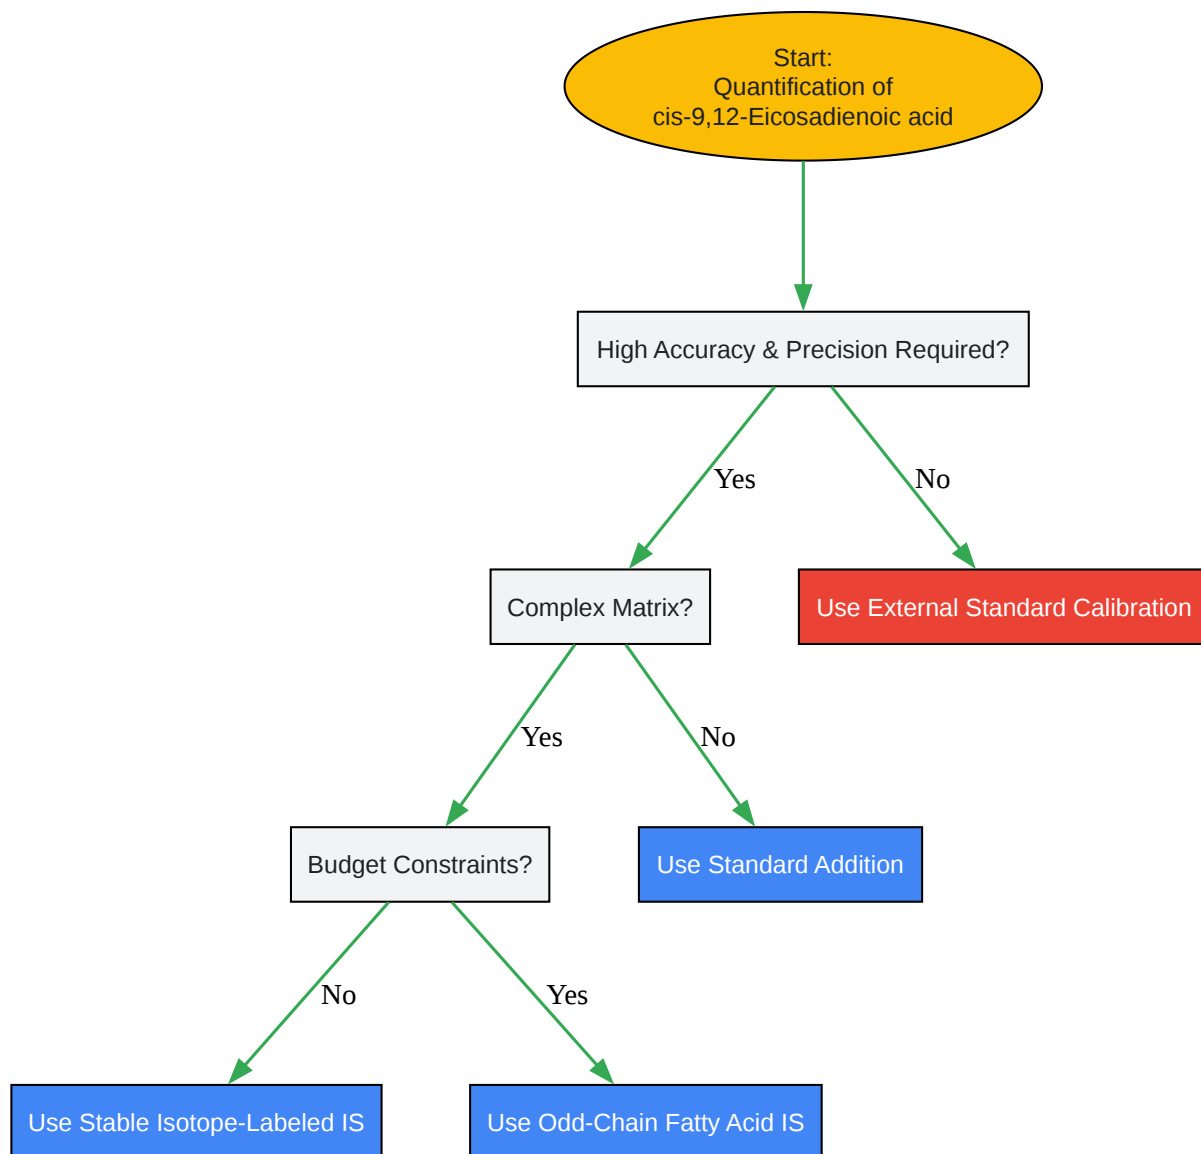 Start:
Quantification of
cis-9,12-Eicosadienoic acid
High Accuracy & Precision Required?
Yes
No
Complex Matrix?
Use External Standard Calibration
Yes
No
Budget Constraints?
Use Standard Addition
No
Yes
Use Stable Isotope-Labeled IS
Use Odd-Chain Fatty Acid IS